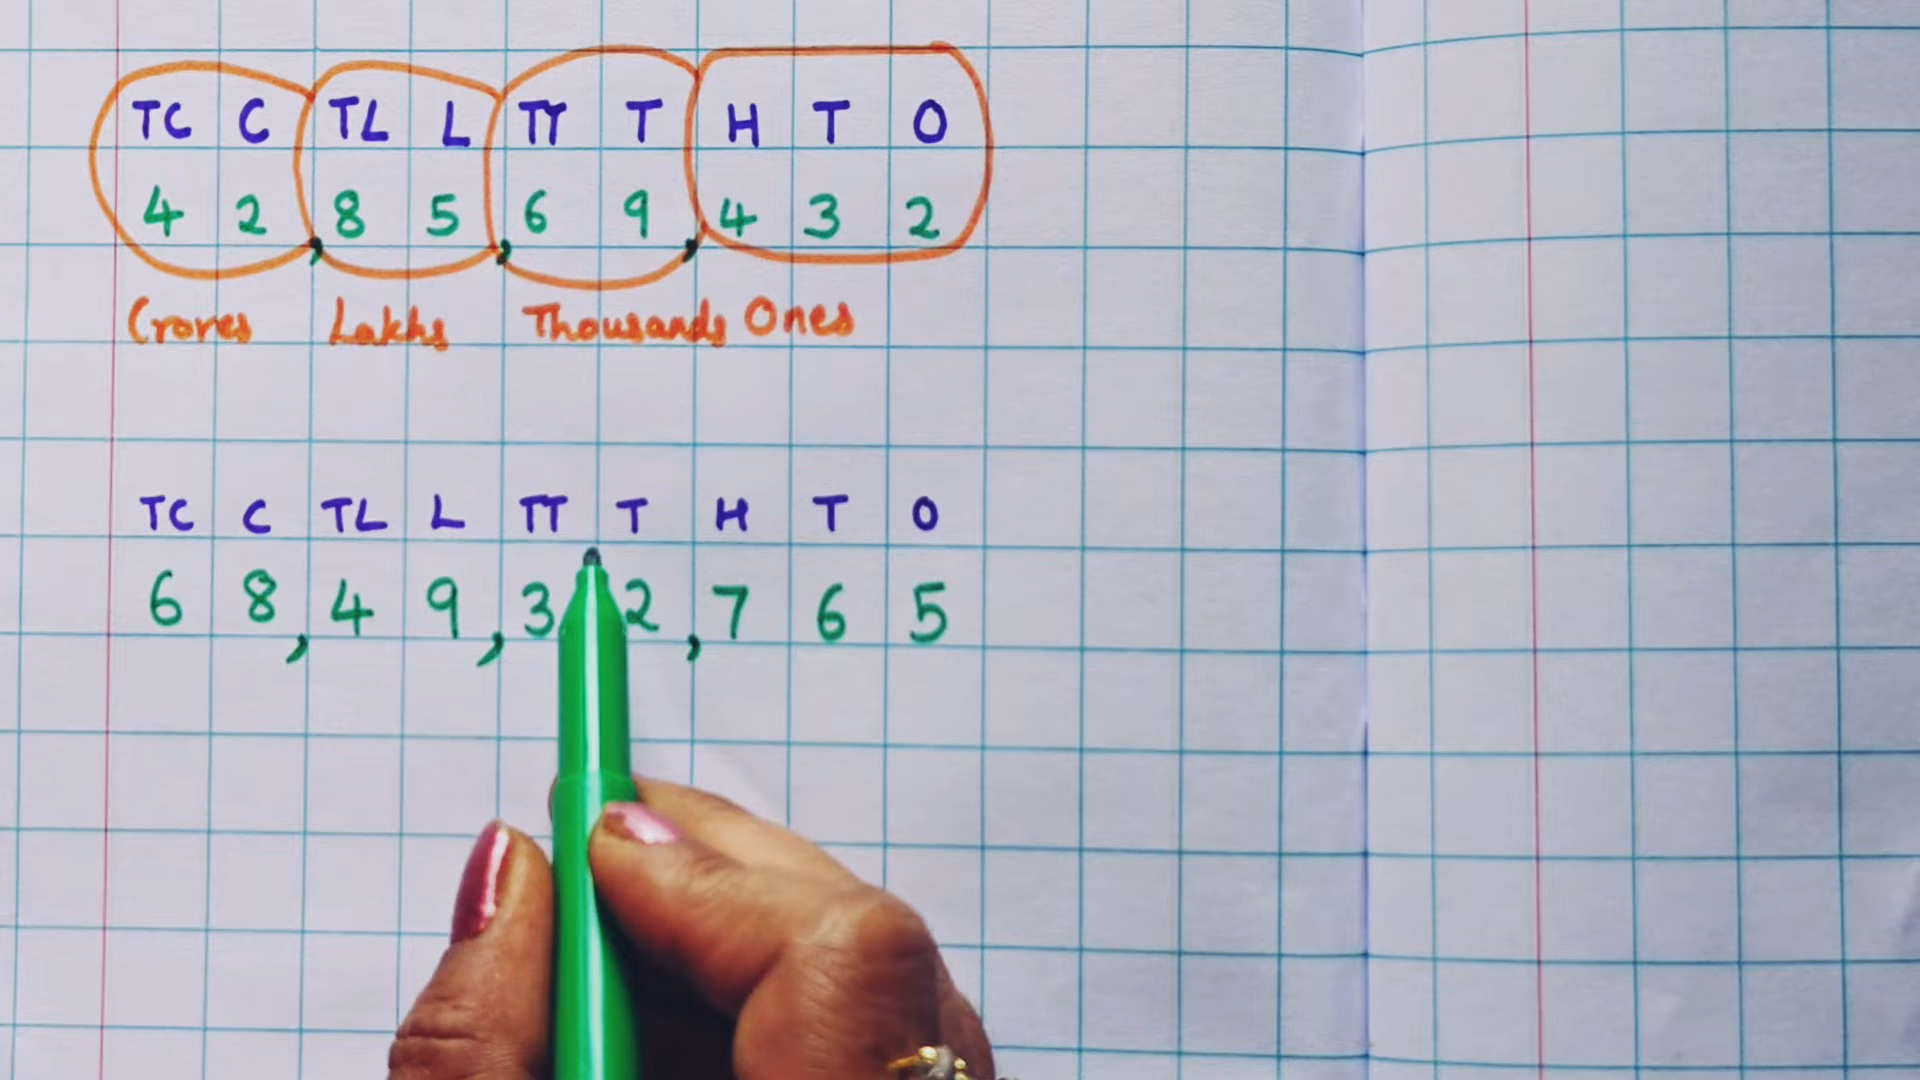 TC C TL L TT T H T O
4 2, 8 5, 6 9, 4 3 2
Crores Lakhs Thousands Ones
TC C TL L TT T H T O
6 8, 4 9, 3 2, 7 6 5